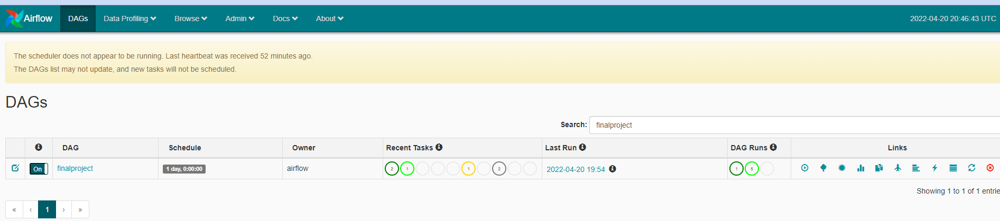 Airflow DAGs Data Profiling Browse Admin Docs About 2022-04-20 20:46:43 UTC
The scheduler does not appear to be running. Last heartbeat was received 52 minutes ago.
The DAGs list may not update, and new tasks will not be scheduled.
DAGs
Search: finalproject
DAG Schedule Owner Recent Tasks Last Run DAG Runs Links
On finalproject 1 day, 0:00:00 airflow 2 1 1 2 2022-04-20 19:54 1 5
Showing 1 to 1 of 1 entrie
« ‹ 1 › »